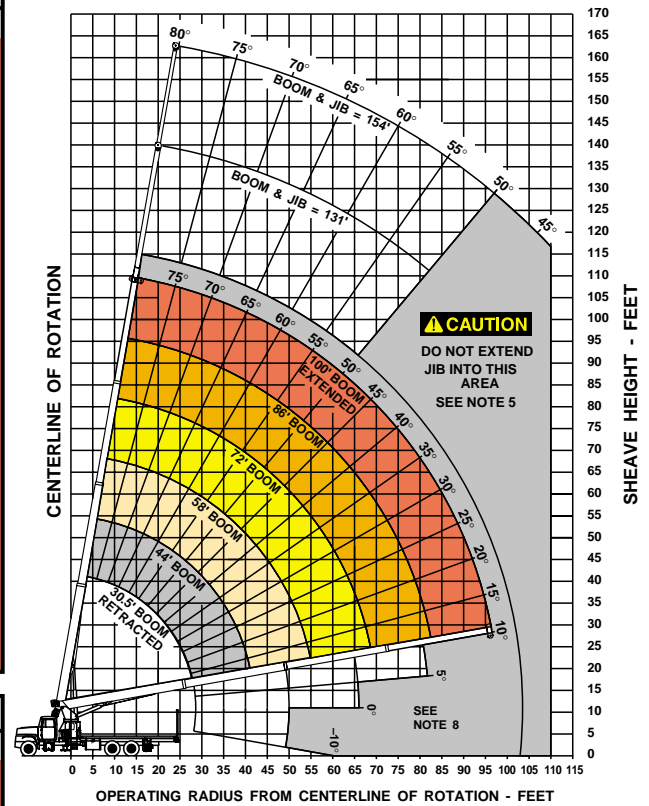 170
165
160
155
150
145
140
135
130
125
120
115
110
105
100
95
90
85
80
75
70
65
60
55
50
45
40
35
30
25
20
15
10
5
0
SHEAVE HEIGHT - FEET
CENTERLINE OF ROTATION
80°
75°
70°
65°
60°
55°
50°
45°
BOOM & JIB = 154'
BOOM & JIB = 131'
75°
70°
65°
60°
55°
50°
45°
40°
35°
30°
25°
20°
15°
10°
5°
0°
–10°
CAUTION
DO NOT EXTEND
JIB INTO THIS
AREA
SEE NOTE 5
100' BOOM
EXTENDED
86' BOOM
72' BOOM
58' BOOM
44' BOOM
30.5' BOOM
RETRACTED
SEE
NOTE 8
0 5 10 15 20 25 30 35 40 45 50 55 60 65 70 75 80 85 90 95 100 105 110 115
OPERATING RADIUS FROM CENTERLINE OF ROTATION - FEET